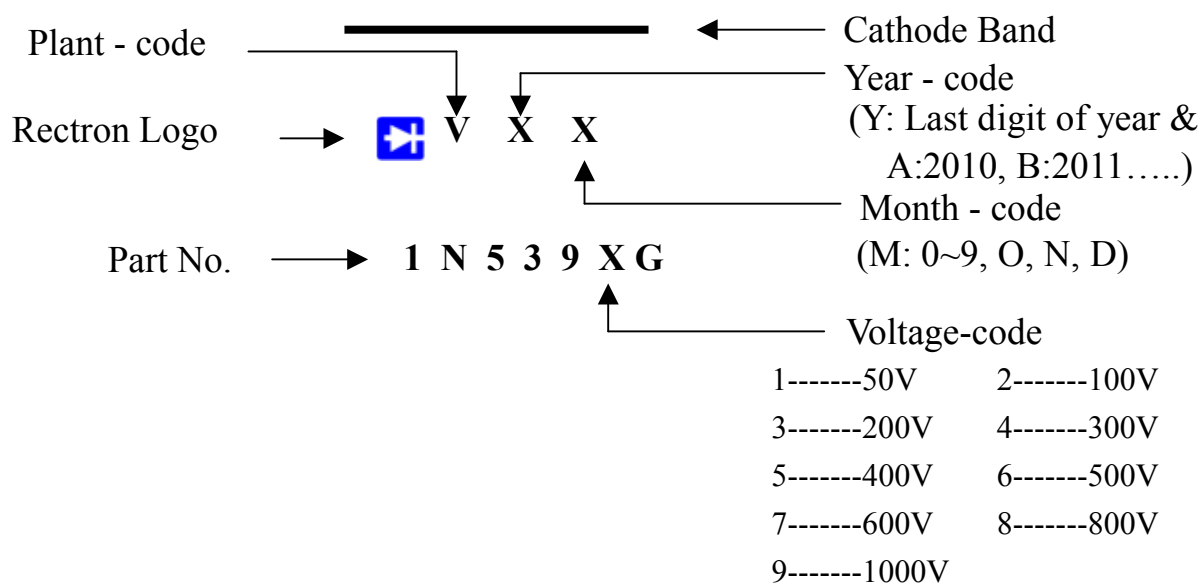 Plant - code
Cathode Band
Year - code
(Y: Last digit of year &
A:2010, B:2011…..)
Rectron Logo
V X X
Month - code
(M: 0~9, O, N, D)
Part No.
1 N 5 3 9 X G
Voltage-code
1-------50V 2-------100V
3-------200V 4-------300V
5-------400V 6-------500V
7-------600V 8-------800V
9-------1000V